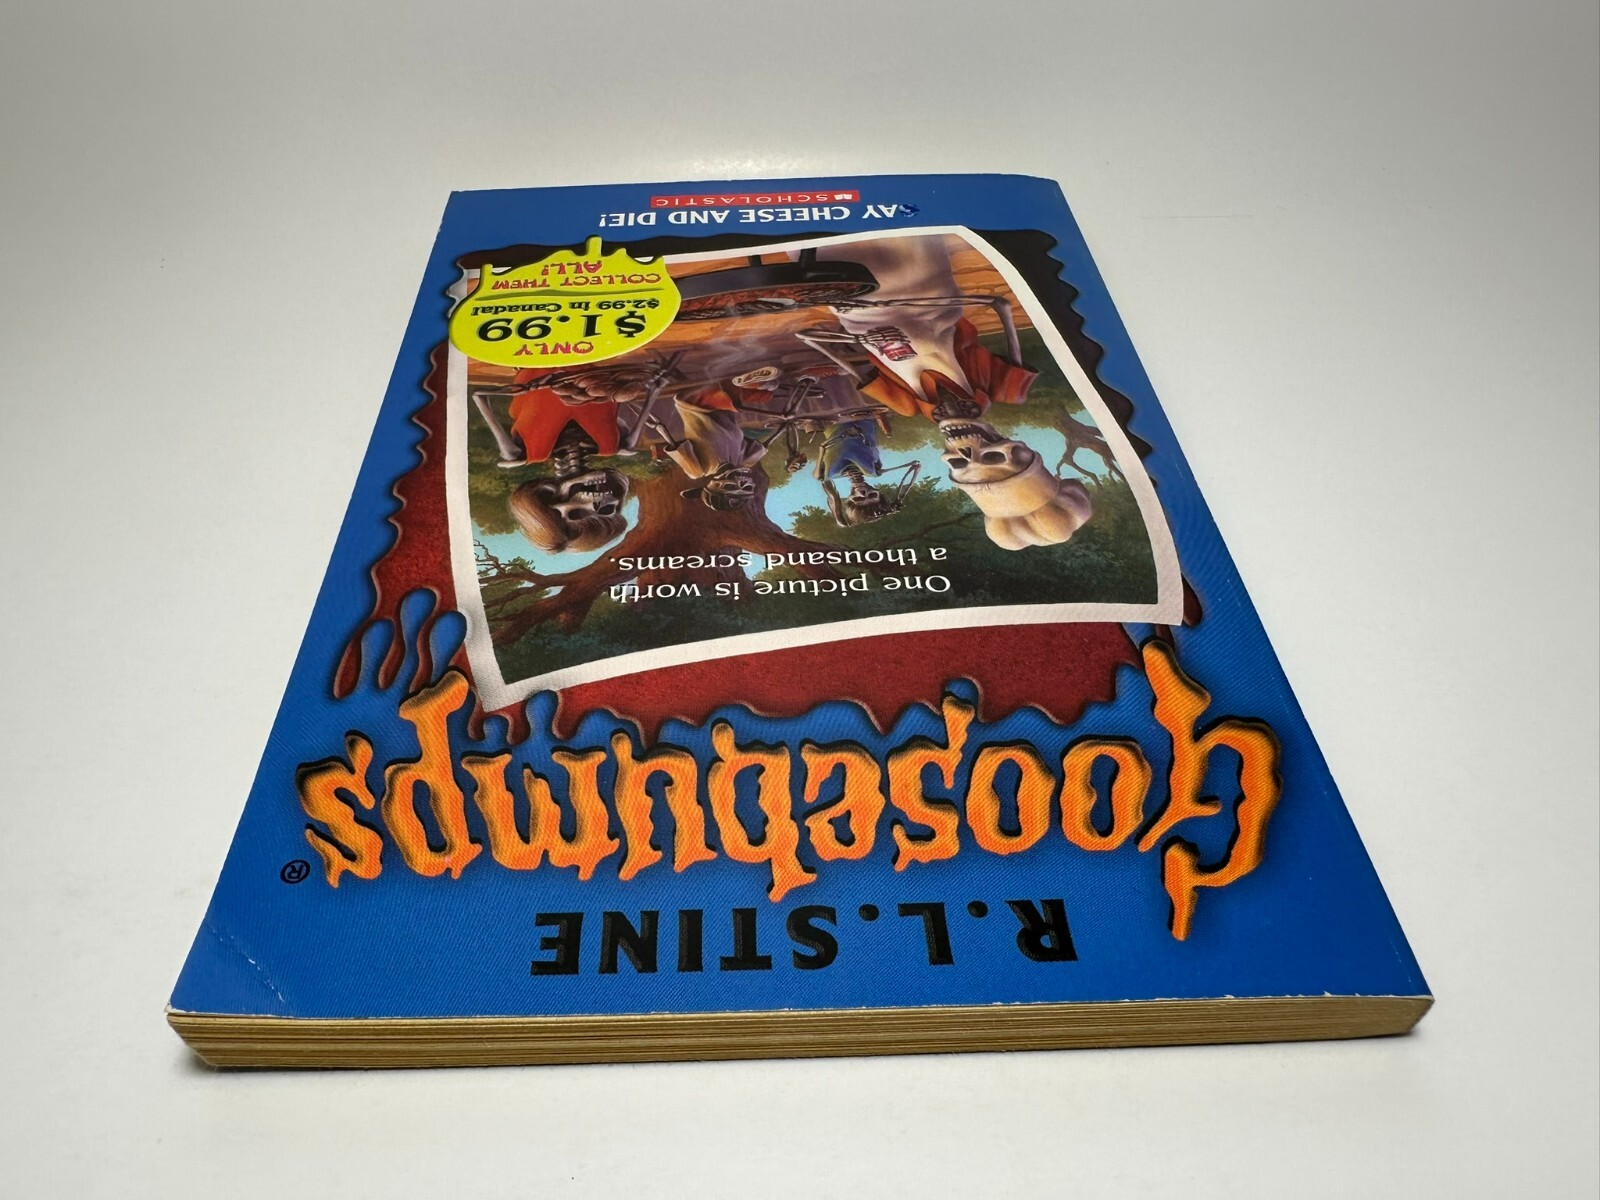 R.L. STINE
Goosebumps®
One picture is worth
a thousand screams.
ONLY
$1.99
$2.99 in Canada!
COLLECT THEM
ALL!
SAY CHEESE AND DIE!
SCHOLASTIC